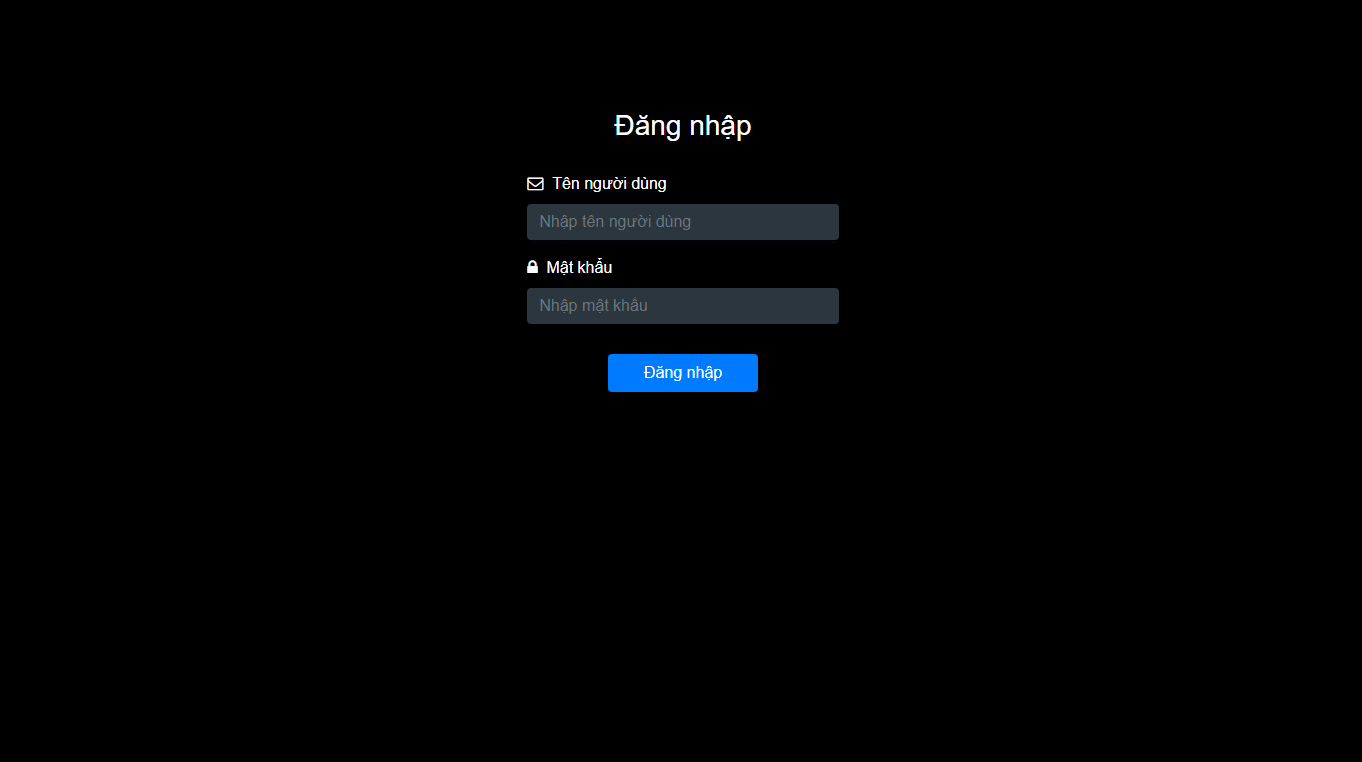 Đăng nhập
Tên người dùng
Nhập tên người dùng
Mật khẩu
Nhập mật khẩu
Đăng nhập